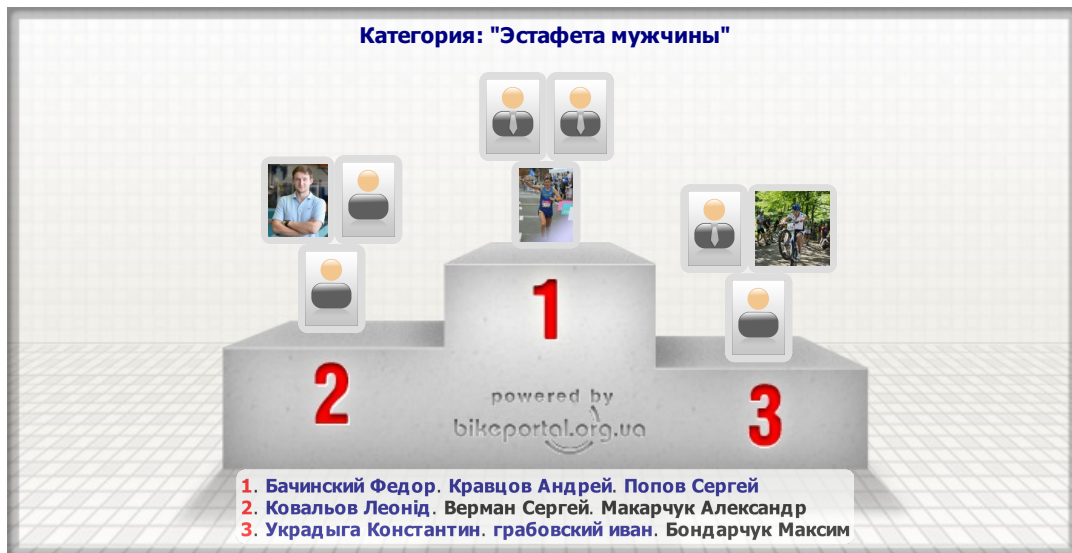 Категория: "Эстафета мужчины"
1
2
3
powered by
bikeportal.org.ua
1. Бачинский Федор. Кравцов Андрей. Попов Сергей
2. Ковальов Леонід. Верман Сергей. Макарчук Александр
3. Украдыга Константин. грабовский иван. Бондарчук Максим